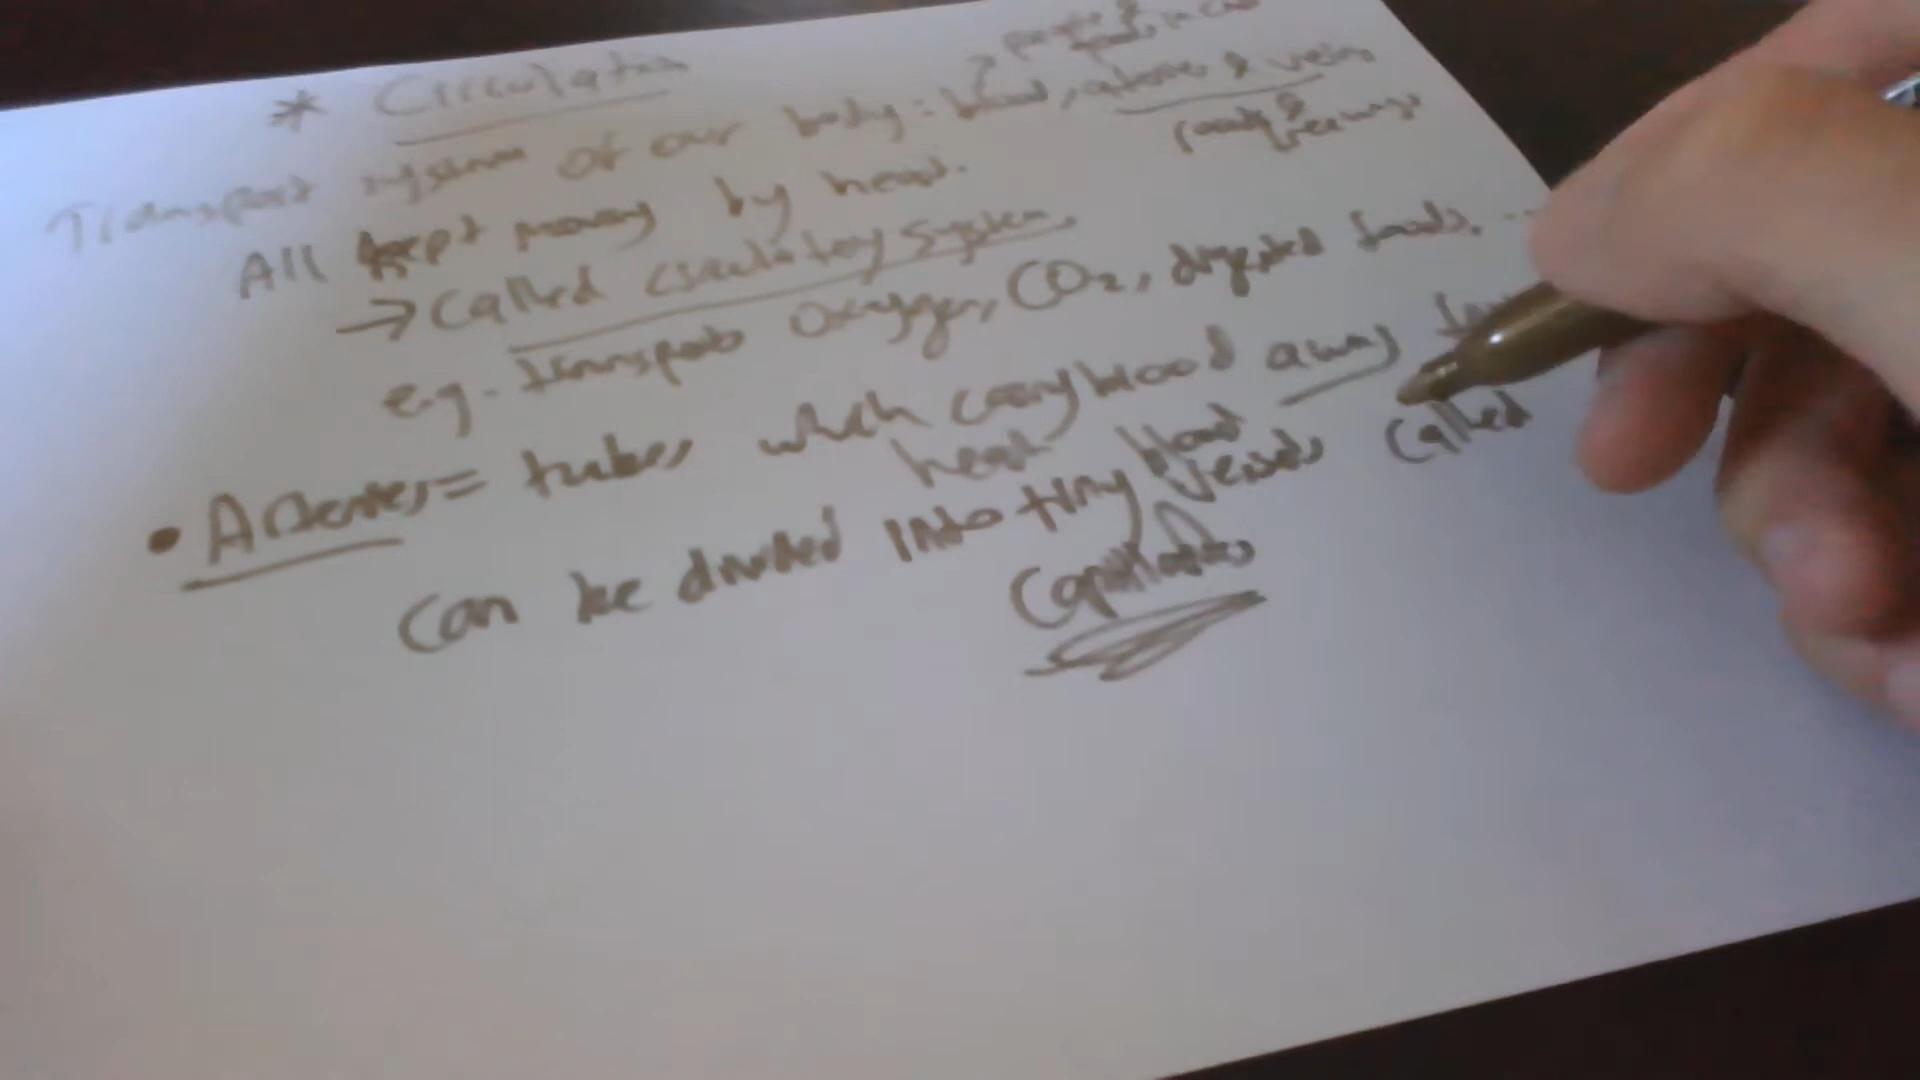 * Circulation
Transport system of our body: blood, arteries & veins
All kept moving by heart.
→ Called circulatory system
e.g. transports oxygen, CO2, digested foods, ...
• Arteries = tubes which carry blood away
heart
Can be divided into tiny blood vessels called
Capillaries